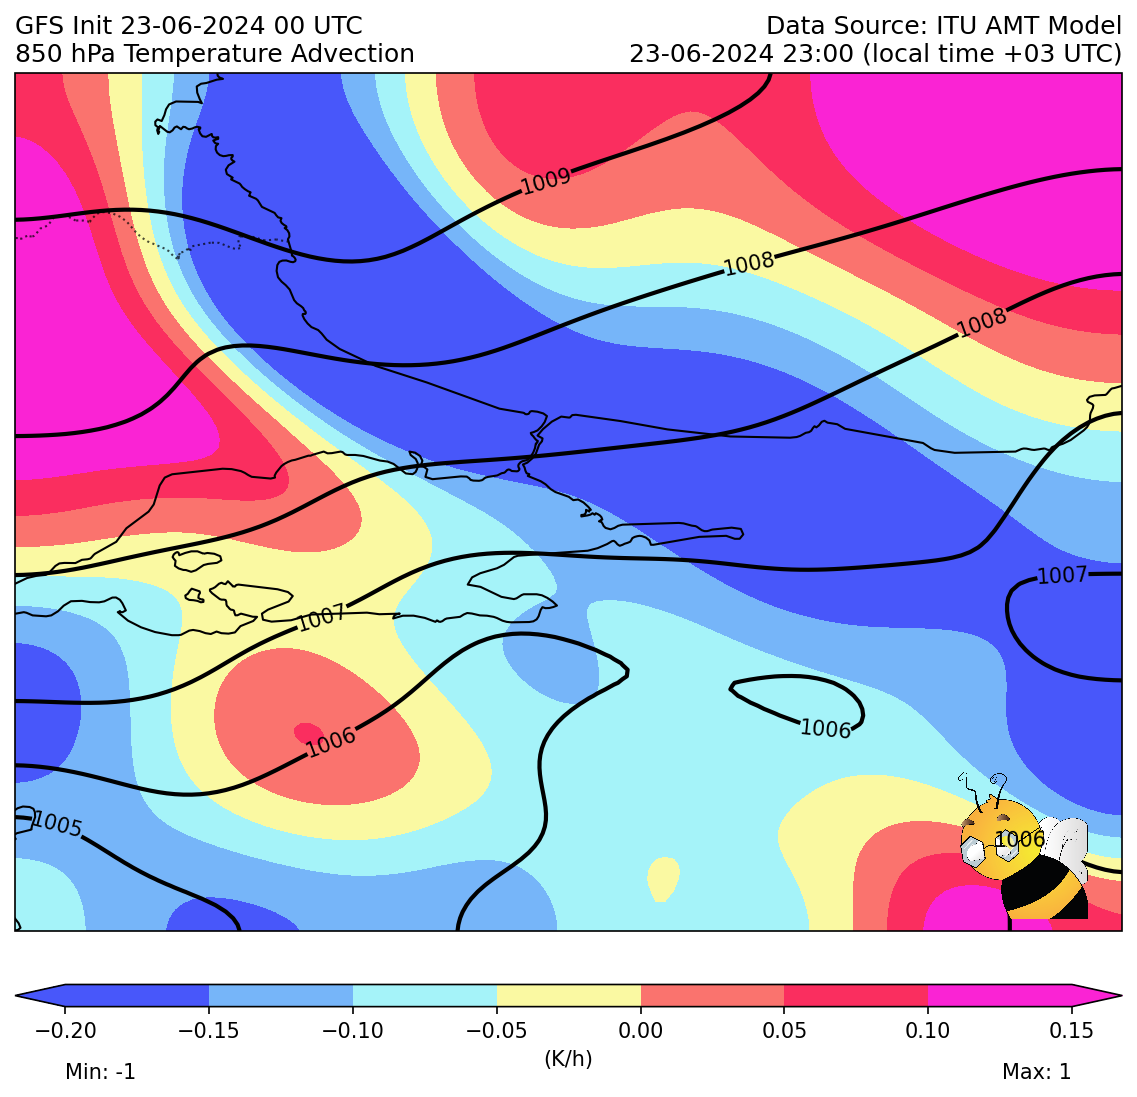 GFS Init 23-06-2024 00 UTC
Data Source: ITU AMT Model
850 hPa Temperature Advection
23-06-2024 23:00 (local time +03 UTC)
1009
1008
1008
1007
1007
1006
1006
1005
1006
−0.20 −0.15 −0.10 −0.05 0.00 0.05 0.10 0.15
(K/h)
Min: -1
Max: 1